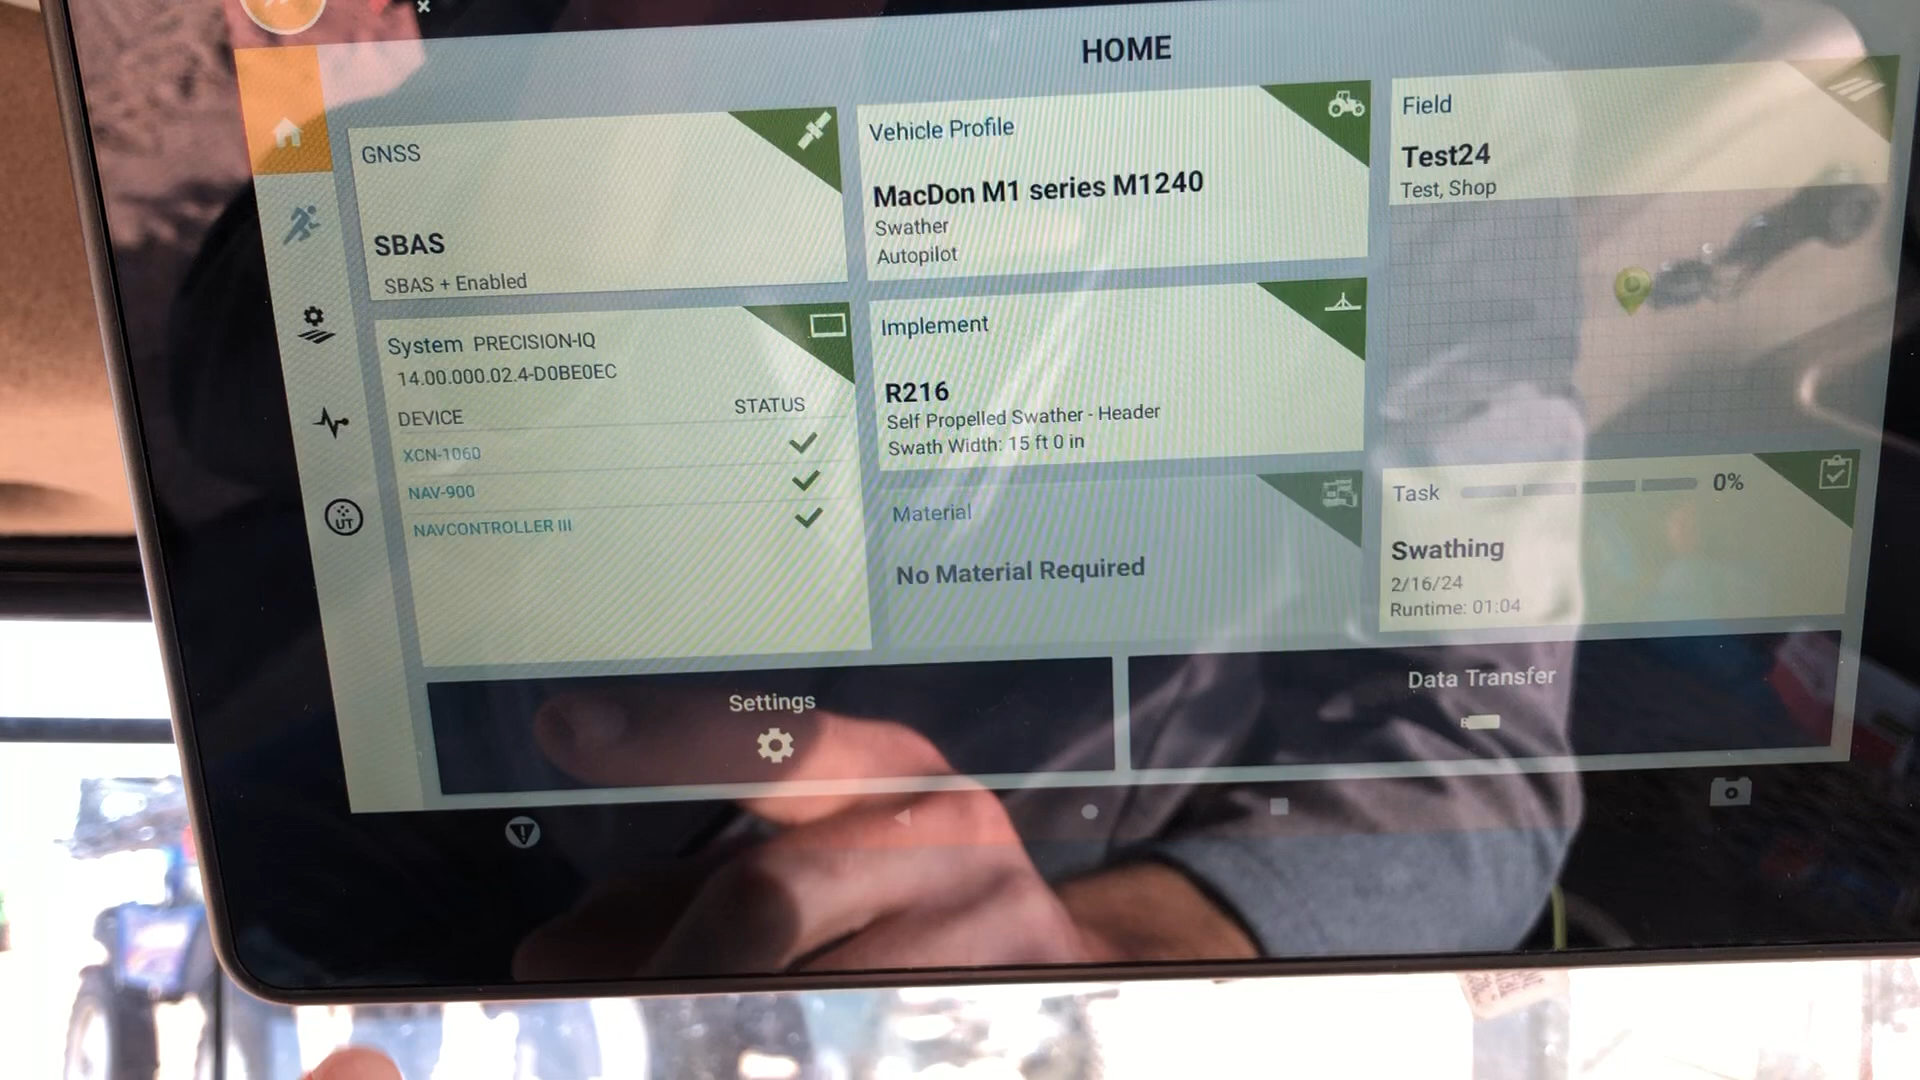 HOME
GNSS
SBAS
SBAS + Enabled
System PRECISION-IQ
14.00.000.02.4-D0BE0EC
DEVICE STATUS
XCN-1060
NAV-900
NAVCONTROLLER III
Vehicle Profile
MacDon M1 series M1240
Swather
Autopilot
Implement
R216
Self Propelled Swather - Header
Swath Width: 15 ft 0 in
Material
No Material Required
Field
Test24
Test, Shop
Task 0%
Swathing
2/16/24
Runtime: 01:04
UT
Settings
Data Transfer